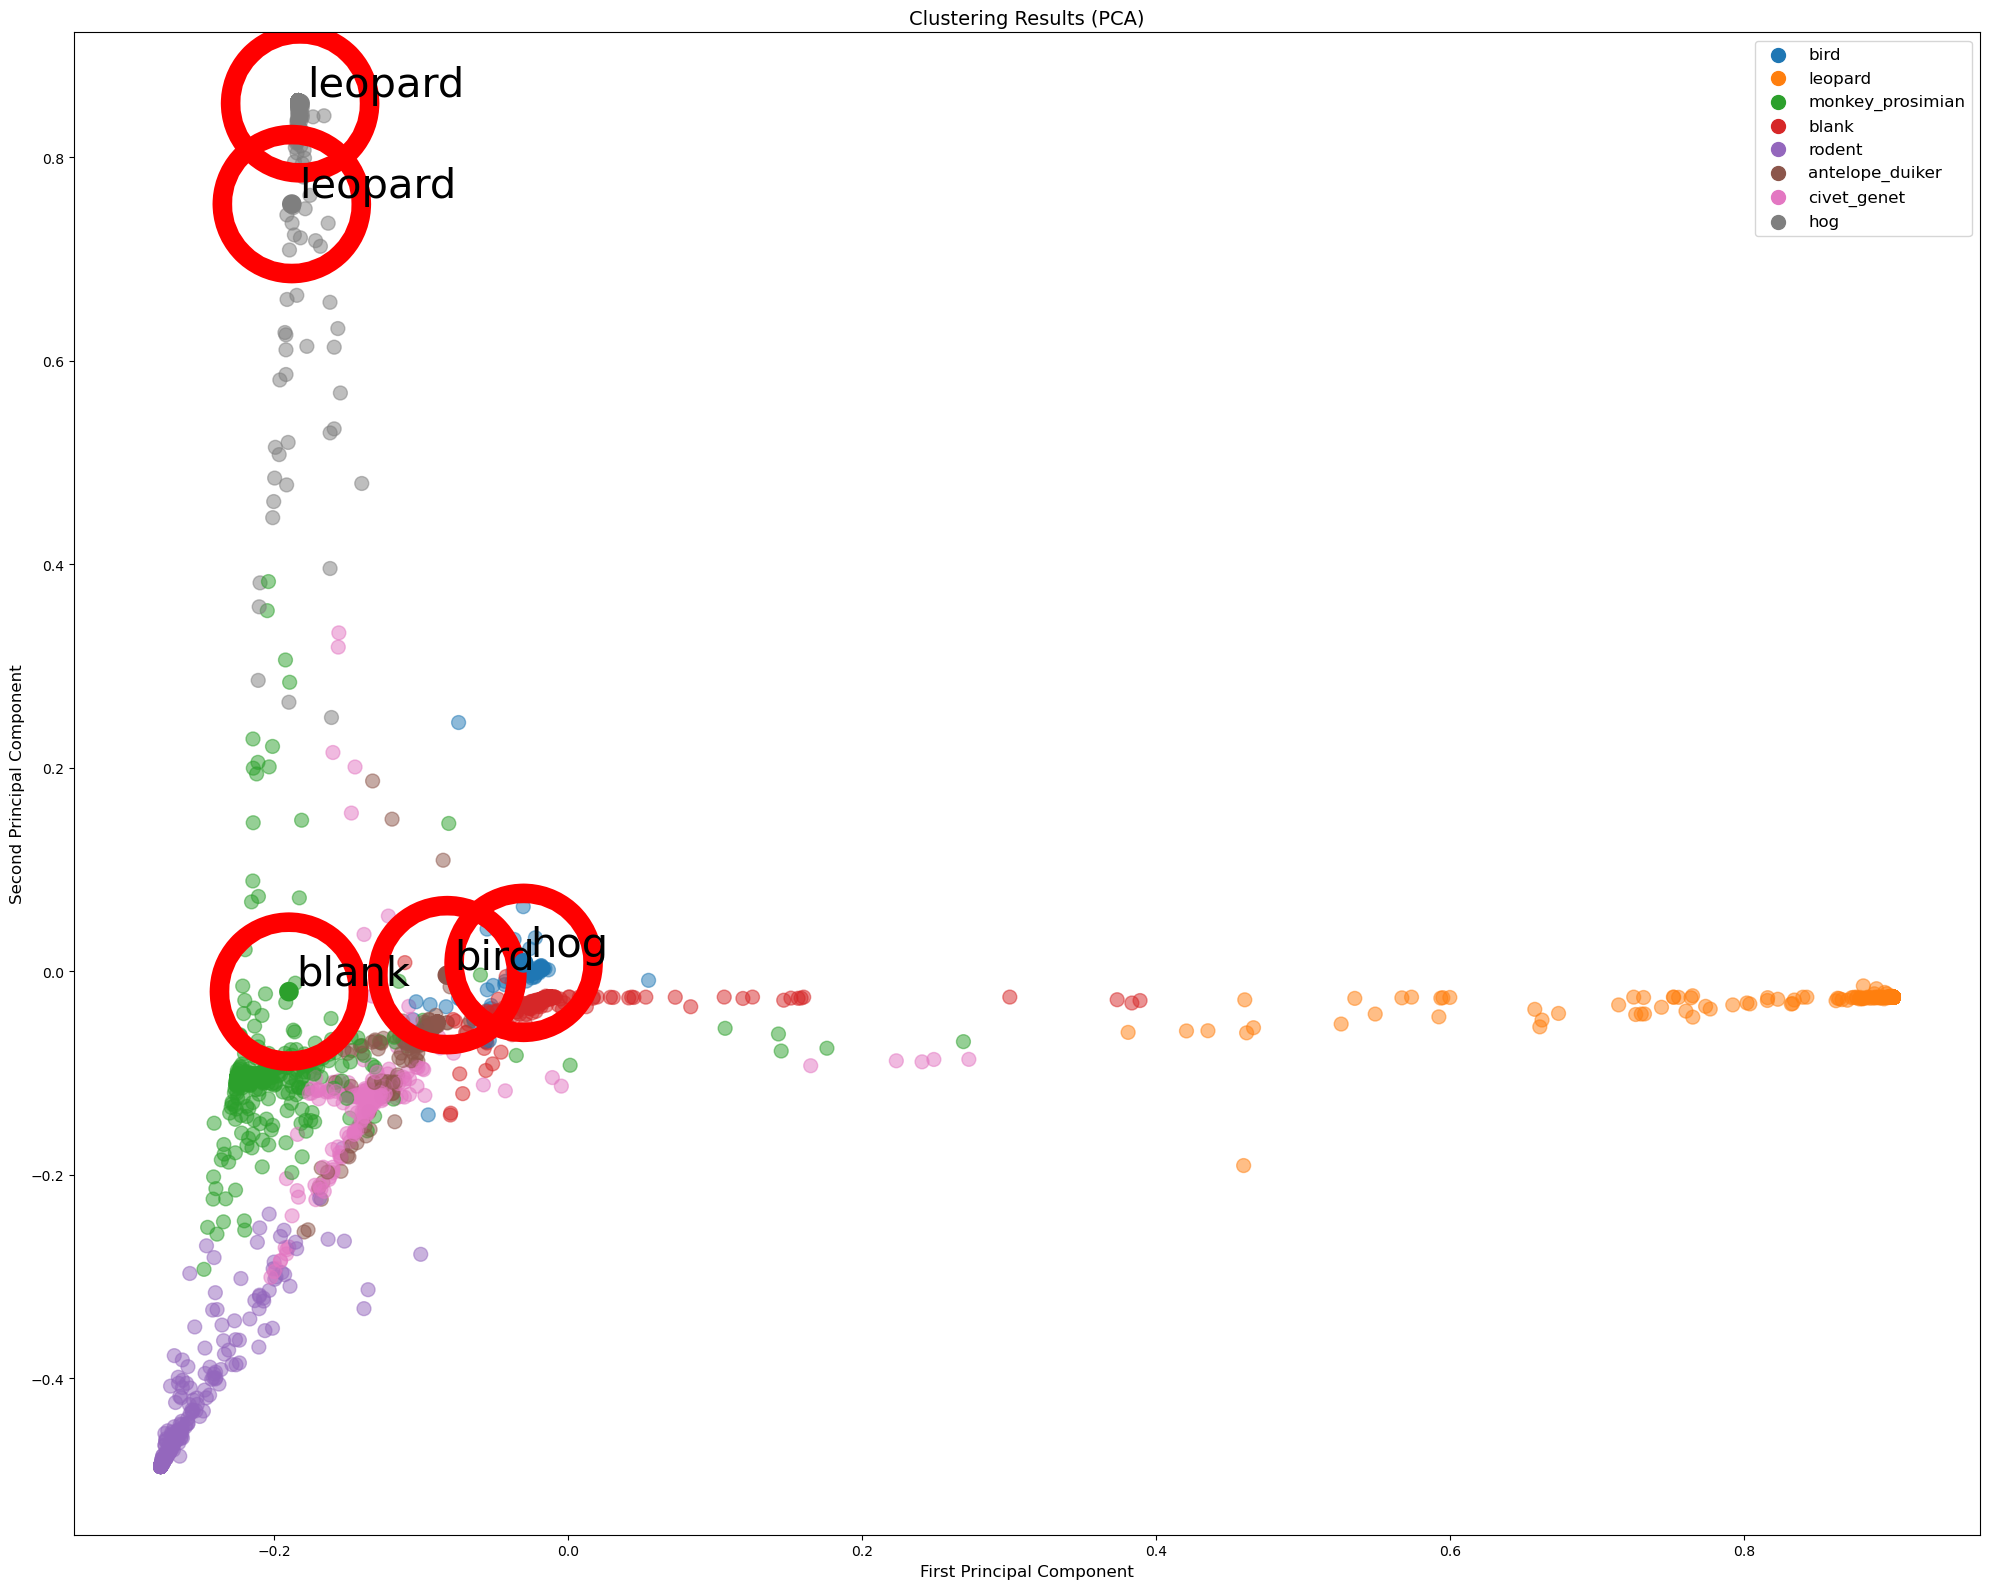 Clustering Results (PCA)
leopard
leopard
blank
bird
hog
bird
leopard
monkey_prosimian
blank
rodent
antelope_duiker
civet_genet
hog
Second Principal Component
0.8
0.6
0.4
0.2
0.0
−0.2
−0.4
−0.2
0.0
0.2
0.4
0.6
0.8
First Principal Component